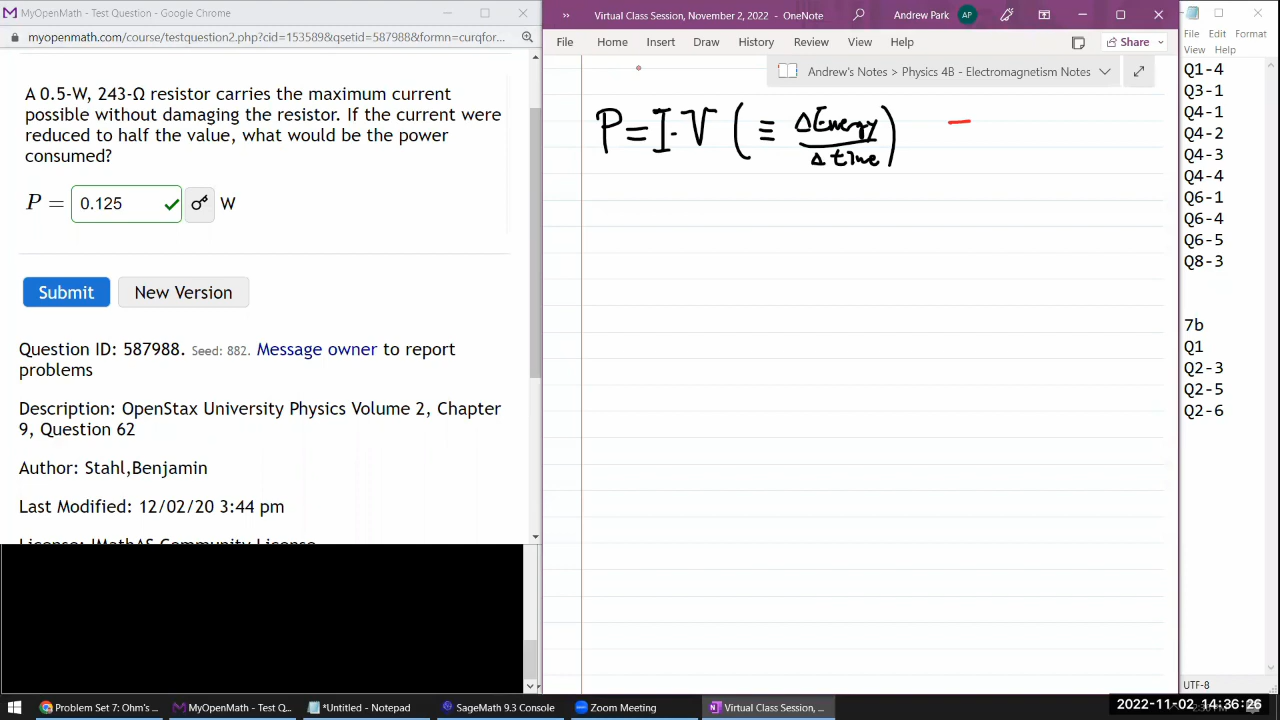 MyOpenMath - Test Question - Google Chrome
myopenmath.com/course/testquestion2.php?cid=153589&qsetid=587988&formn=curq[or...
A 0.5-W, 243-Ω resistor carries the maximum current
possible without damaging the resistor. If the current were
reduced to half the value, what would be the power
consumed?
P = 0.125 W
Submit New Version
Question ID: 587988. Seed: 882. Message owner to report
problems
Description: OpenStax University Physics Volume 2, Chapter
9, Question 62
Author: Stahl,Benjamin
Last Modified: 12/02/20 3:44 pm
License: IMathAS Community License
Virtual Class Session, November 2, 2022 - OneNote
Andrew Park AP
File Home Insert Draw History Review View Help Share
Andrew's Notes > Physics 4B - Electromagnetism Notes
P = I·V ( ≡ ΔEnergy / Δtime )
File Edit Format
View Help
Q1-4
Q3-1
Q4-1
Q4-2
Q4-3
Q4-4
Q6-1
Q6-4
Q6-5
Q8-3
7b
Q1
Q2-3
Q2-5
Q2-6
UTF-8
Problem Set 7: Ohm's ...
MyOpenMath - Test Q...
*Untitled - Notepad
SageMath 9.3 Console
Zoom Meeting
Virtual Class Session, ...
2022-11-02 14:36:26